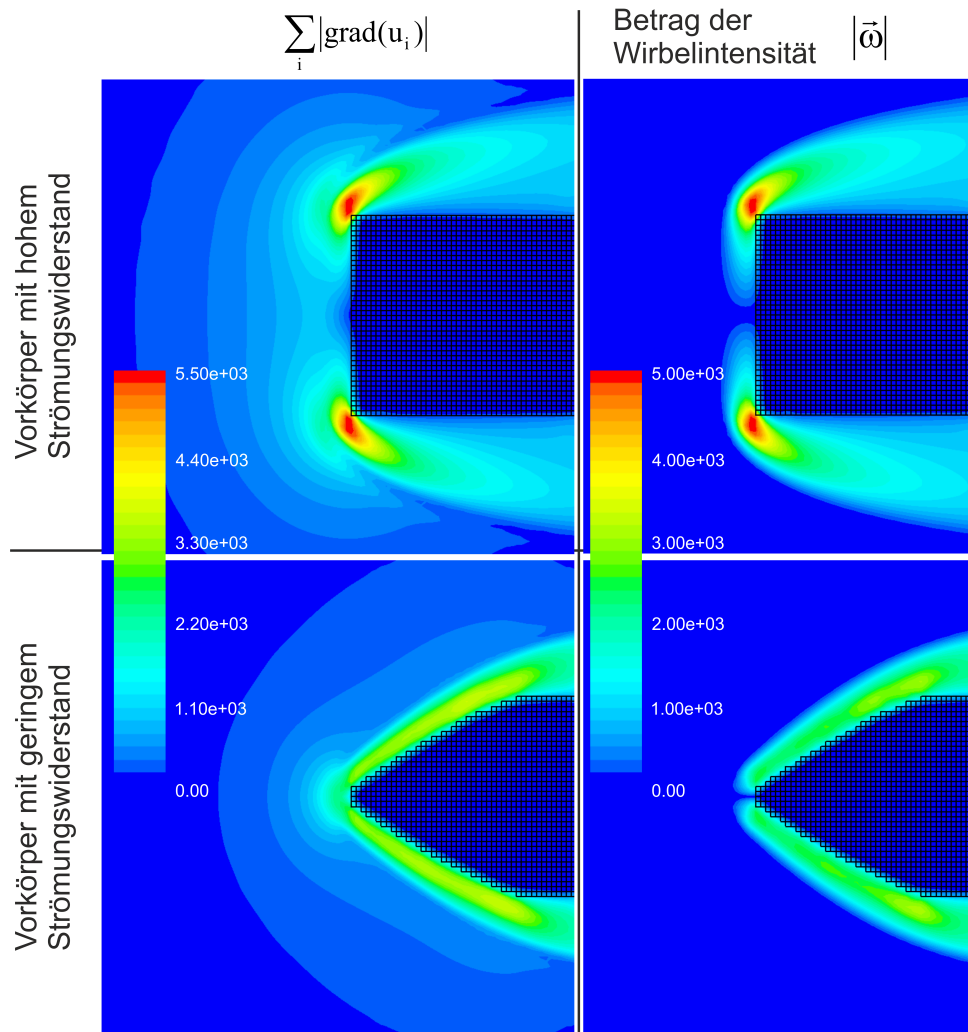 ∑|grad(u_i)|
i
Betrag der
Wirbelintensität |ω⃗|
Vorkörper mit hohem
Strömungswiderstand
5.50e+03
4.40e+03
3.30e+03
2.20e+03
1.10e+03
0.00
5.00e+03
4.00e+03
3.00e+03
2.00e+03
1.00e+03
0.00
Vorkörper mit geringem
Strömungswiderstand